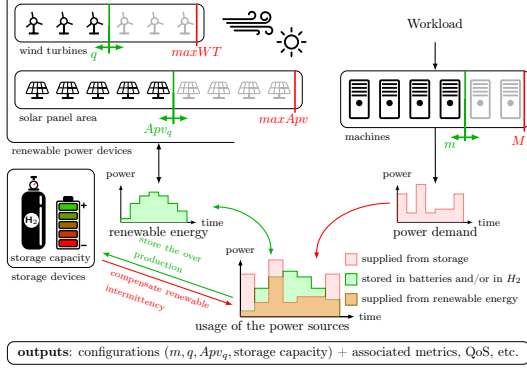 wind turbines
q
maxWT
solar panel area
Apv_q
maxApv
renewable power devices
Workload
machines
m
M
power
time
renewable energy
power
time
power demand
H₂
+
-
storage capacity
storage devices
store the over
production
compensate renewable
intermittency
power
time
usage of the power sources
supplied from storage
stored in batteries and/or in H₂
supplied from renewable energy
outputs: configurations (m, q, Apv_q, storage capacity) + associated metrics, QoS, etc.